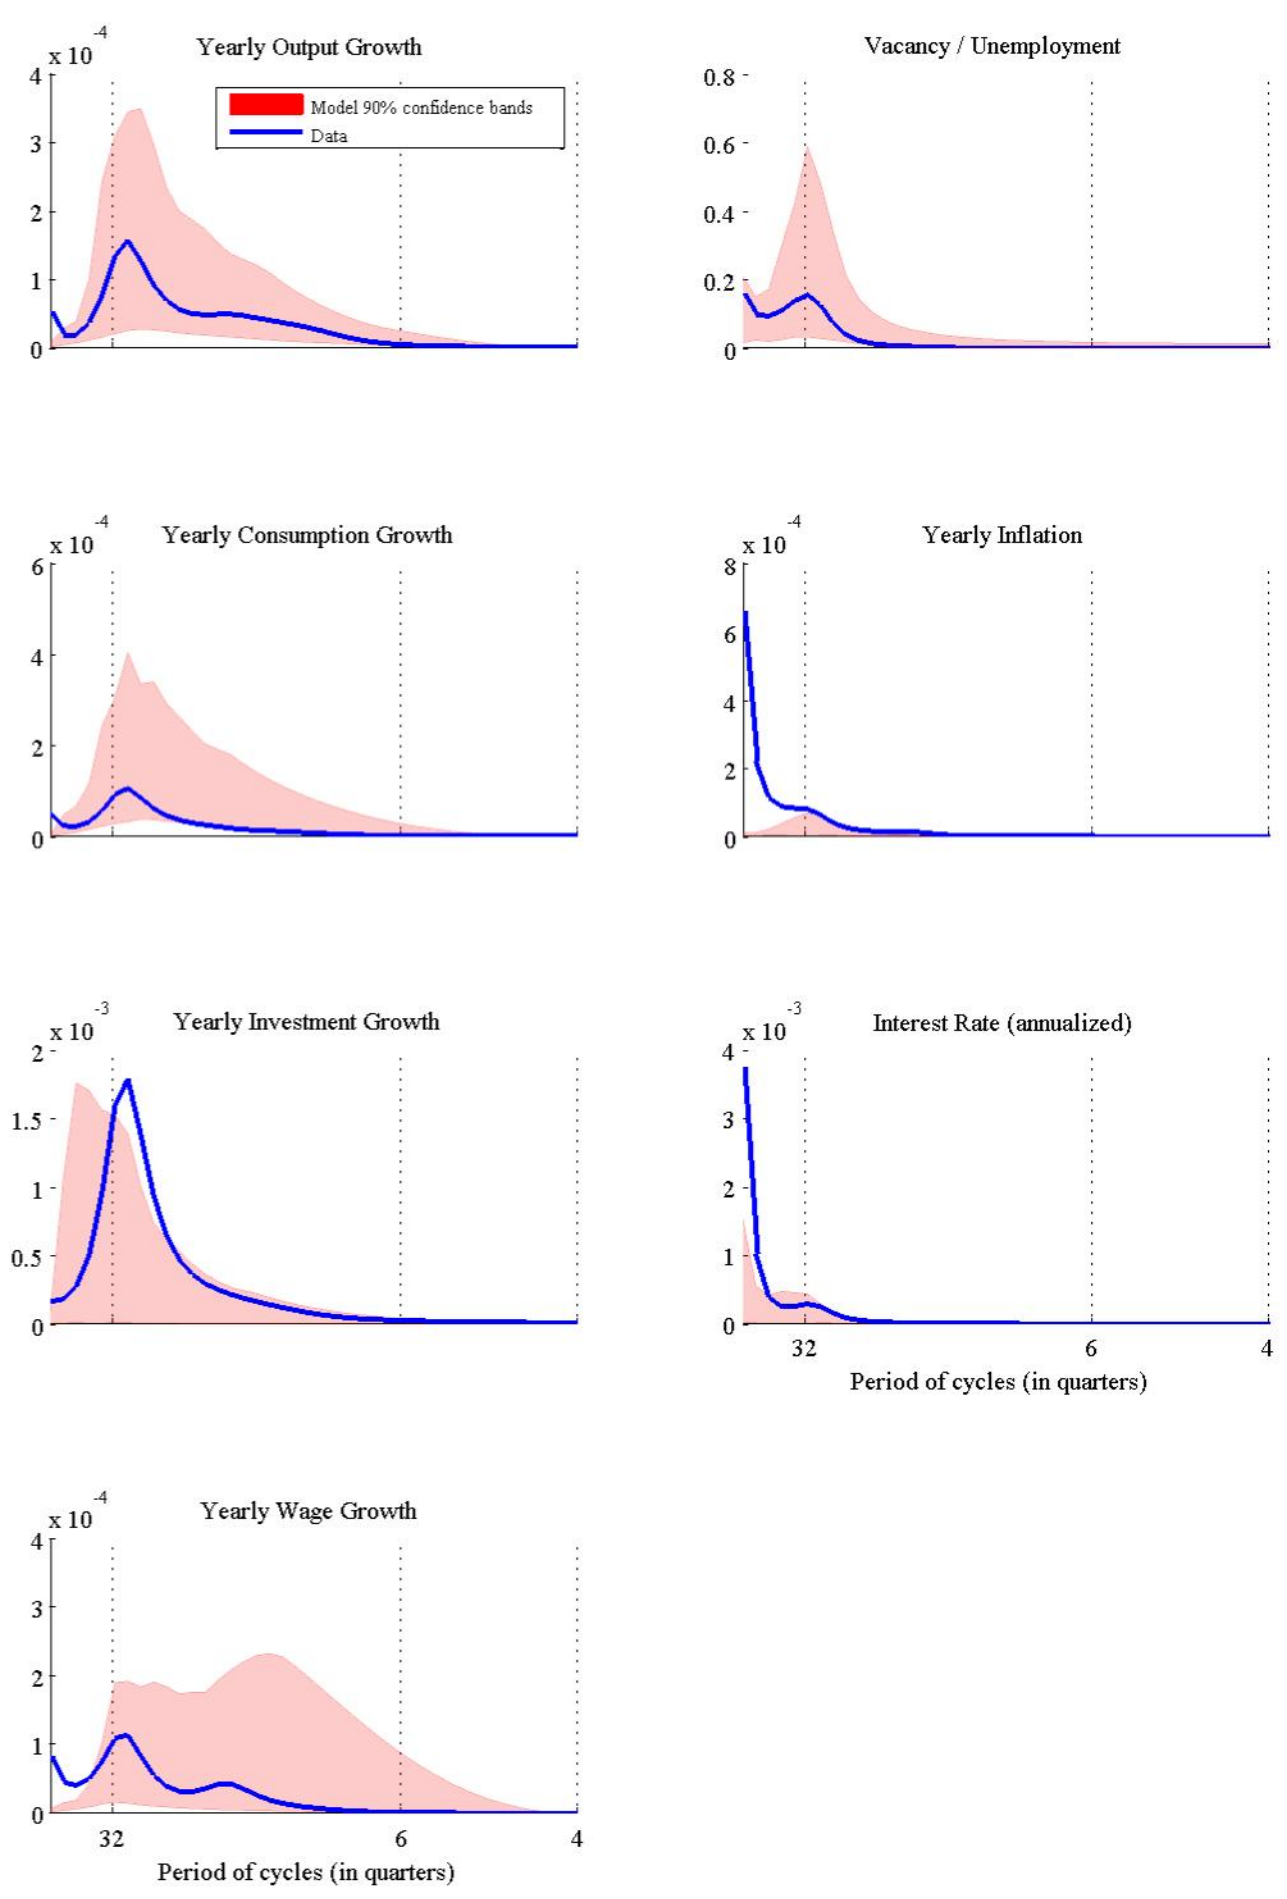 Yearly Output Growth
x 10 -4
4
3
2
1
0
Model 90% confidence bands
Data
Vacancy / Unemployment
0.8
0.6
0.4
0.2
0
Yearly Consumption Growth
x 10 -4
6
4
2
0
Yearly Inflation
x 10 -4
8
6
4
2
0
Yearly Investment Growth
x 10 -3
2
1.5
1
0.5
0
Interest Rate (annualized)
x 10 -3
4
3
2
1
0
32 6 4
Period of cycles (in quarters)
Yearly Wage Growth
x 10 -4
4
3
2
1
0
32 6 4
Period of cycles (in quarters)